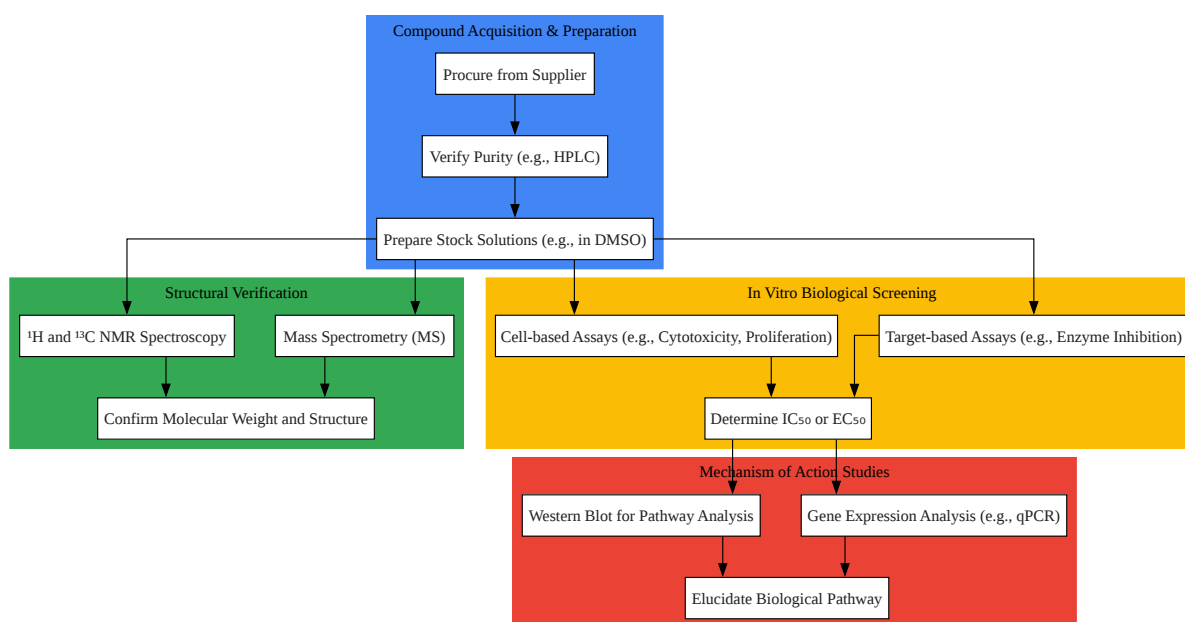 Compound Acquisition & Preparation
Procure from Supplier
Verify Purity (e.g., HPLC)
Prepare Stock Solutions (e.g., in DMSO)
Structural Verification
¹H and ¹³C NMR Spectroscopy
Mass Spectrometry (MS)
Confirm Molecular Weight and Structure
In Vitro Biological Screening
Cell-based Assays (e.g., Cytotoxicity, Proliferation)
Target-based Assays (e.g., Enzyme Inhibition)
Determine IC₅₀ or EC₅₀
Mechanism of Action Studies
Western Blot for Pathway Analysis
Gene Expression Analysis (e.g., qPCR)
Elucidate Biological Pathway